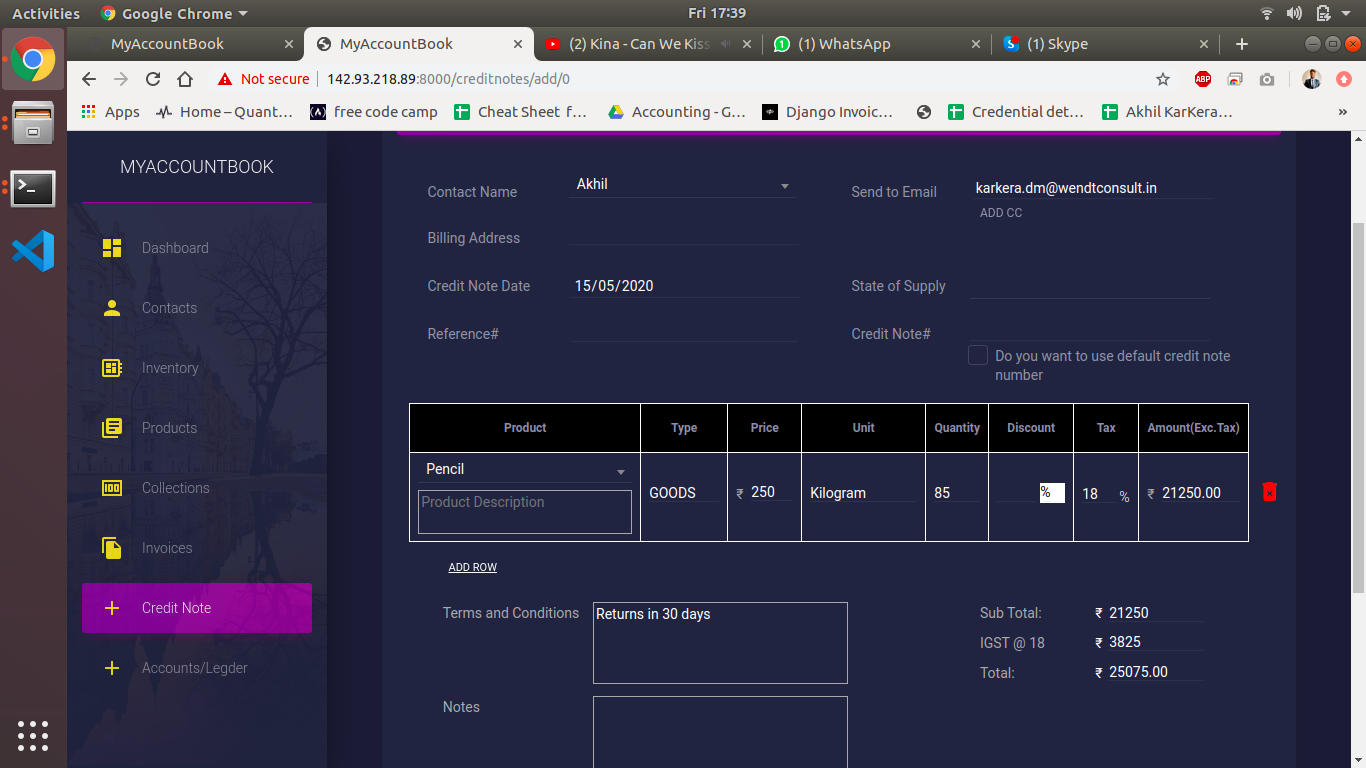 Activities Google Chrome Fri 17:39
MyAccountBook MyAccountBook (2) Kina - Can We Kiss (1) WhatsApp (1) Skype
Not secure 142.93.218.89:8000/creditnotes/add/0 ABP
Apps Home – Quant… free code camp Cheat Sheet f… Accounting - G… Django Invoic… Credential det… Akhil KarKera… »
MYACCOUNTBOOK
Dashboard
Contacts
Inventory
Products
Collections
Invoices
Credit Note
Accounts/Legder
Contact Name Akhil Send to Email karkera.dm@wendtconsult.in
ADD CC
Billing Address
Credit Note Date 15/05/2020 State of Supply
Reference# Credit Note#
Do you want to use default credit note
number
Product Type Price Unit Quantity Discount Tax Amount(Exc.Tax)
Pencil
Product Description GOODS ₹ 250 Kilogram 85 % 18 % ₹ 21250.00
ADD ROW
Terms and Conditions Returns in 30 days Sub Total: ₹ 21250
IGST @ 18 ₹ 3825
Total: ₹ 25075.00
Notes